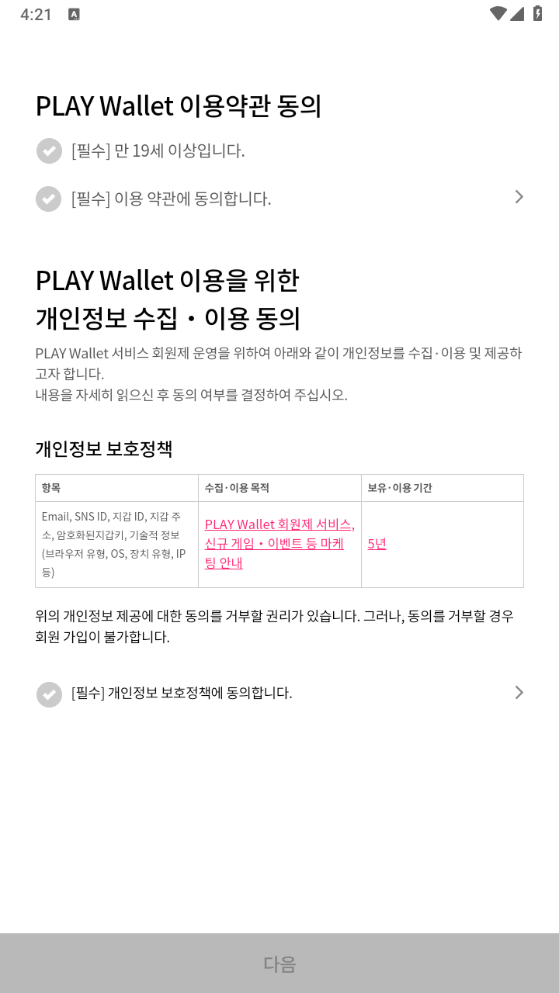 4:21
A
PLAY Wallet 이용약관 동의
[필수] 만 19세 이상입니다.
[필수] 이용 약관에 동의합니다.
PLAY Wallet 이용을 위한
개인정보 수집・이용 동의
PLAY Wallet 서비스 회원제 운영을 위하여 아래와 같이 개인정보를 수집·이용 및 제공하
고자 합니다.
내용을 자세히 읽으신 후 동의 여부를 결정하여 주십시오.
개인정보 보호정책
항목
수집·이용 목적
보유·이용 기간
Email, SNS ID, 지갑 ID, 지갑 주
소, 암호화된지갑키, 기술적 정보
(브라우저 유형, OS, 장치 유형, IP
등)
PLAY Wallet 회원제 서비스,
신규 게임・이벤트 등 마케
팅 안내
5년
위의 개인정보 제공에 대한 동의를 거부할 권리가 있습니다. 그러나, 동의를 거부할 경우
회원 가입이 불가합니다.
[필수] 개인정보 보호정책에 동의합니다.
다음